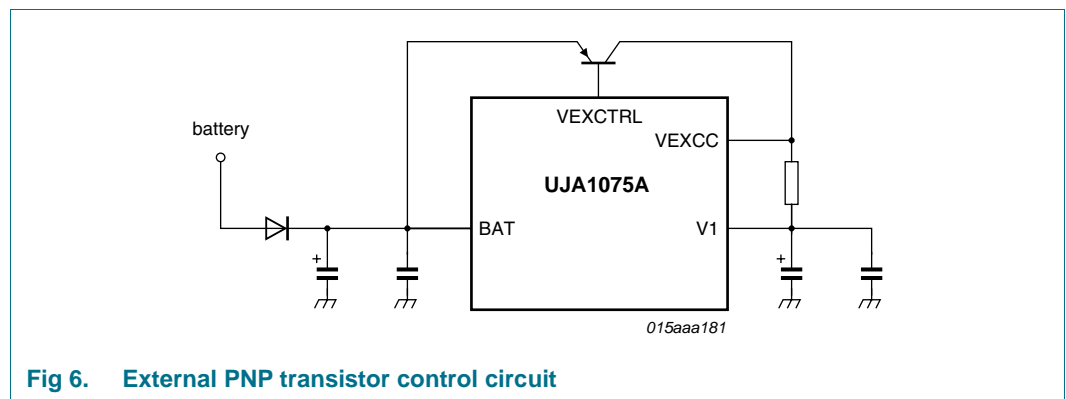 battery
VEXCTRL
VEXCC
UJA1075A
BAT
V1
+
+
015aaa181
Fig 6. External PNP transistor control circuit